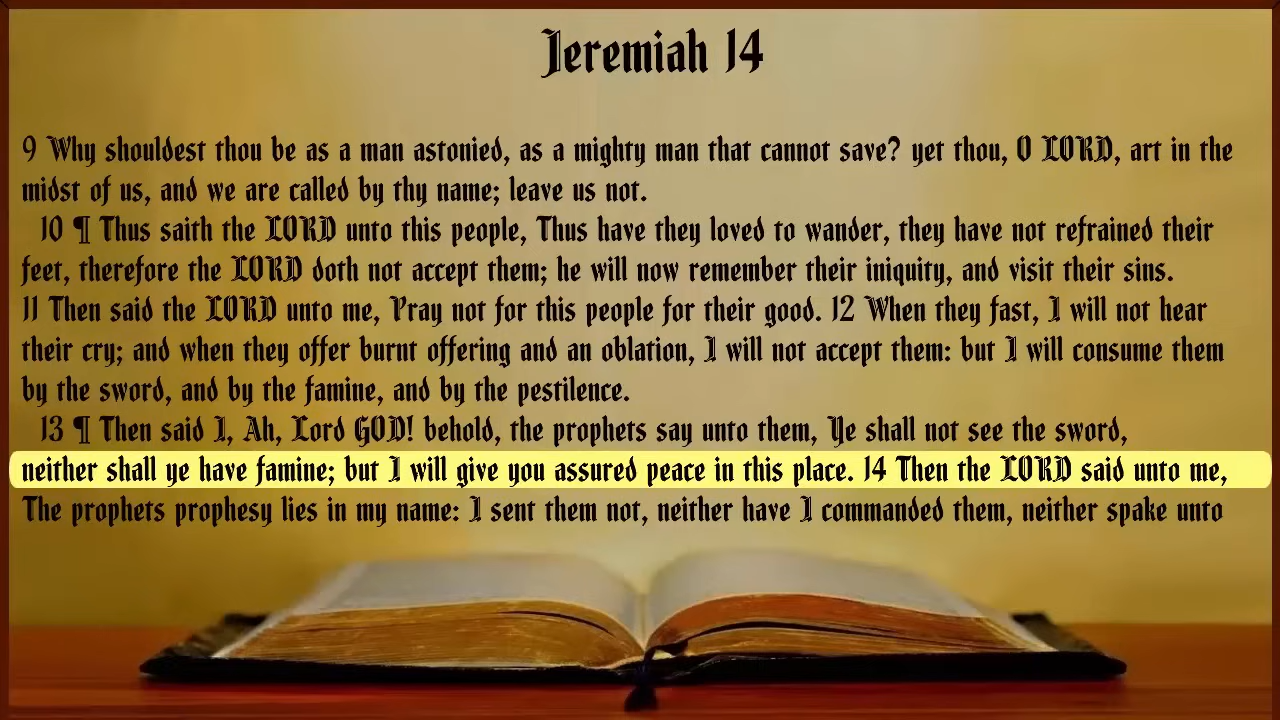 Jeremiah 14
9 Why shouldest thou be as a man astonied, as a mighty man that cannot save? yet thou, O LORD, art in the
midst of us, and we are called by thy name; leave us not.
10 ¶ Thus saith the LORD unto this people, Thus have they loved to wander, they have not refrained their
feet, therefore the LORD doth not accept them; he will now remember their iniquity, and visit their sins.
11 Then said the LORD unto me, Pray not for this people for their good. 12 When they fast, I will not hear
their cry; and when they offer burnt offering and an oblation, I will not accept them: but I will consume them
by the sword, and by the famine, and by the pestilence.
13 ¶ Then said I, Ah, Lord GOD! behold, the prophets say unto them, Ye shall not see the sword,
neither shall ye have famine; but I will give you assured peace in this place. 14 Then the LORD said unto me,
The prophets prophesy lies in my name: I sent them not, neither have I commanded them, neither spake unto